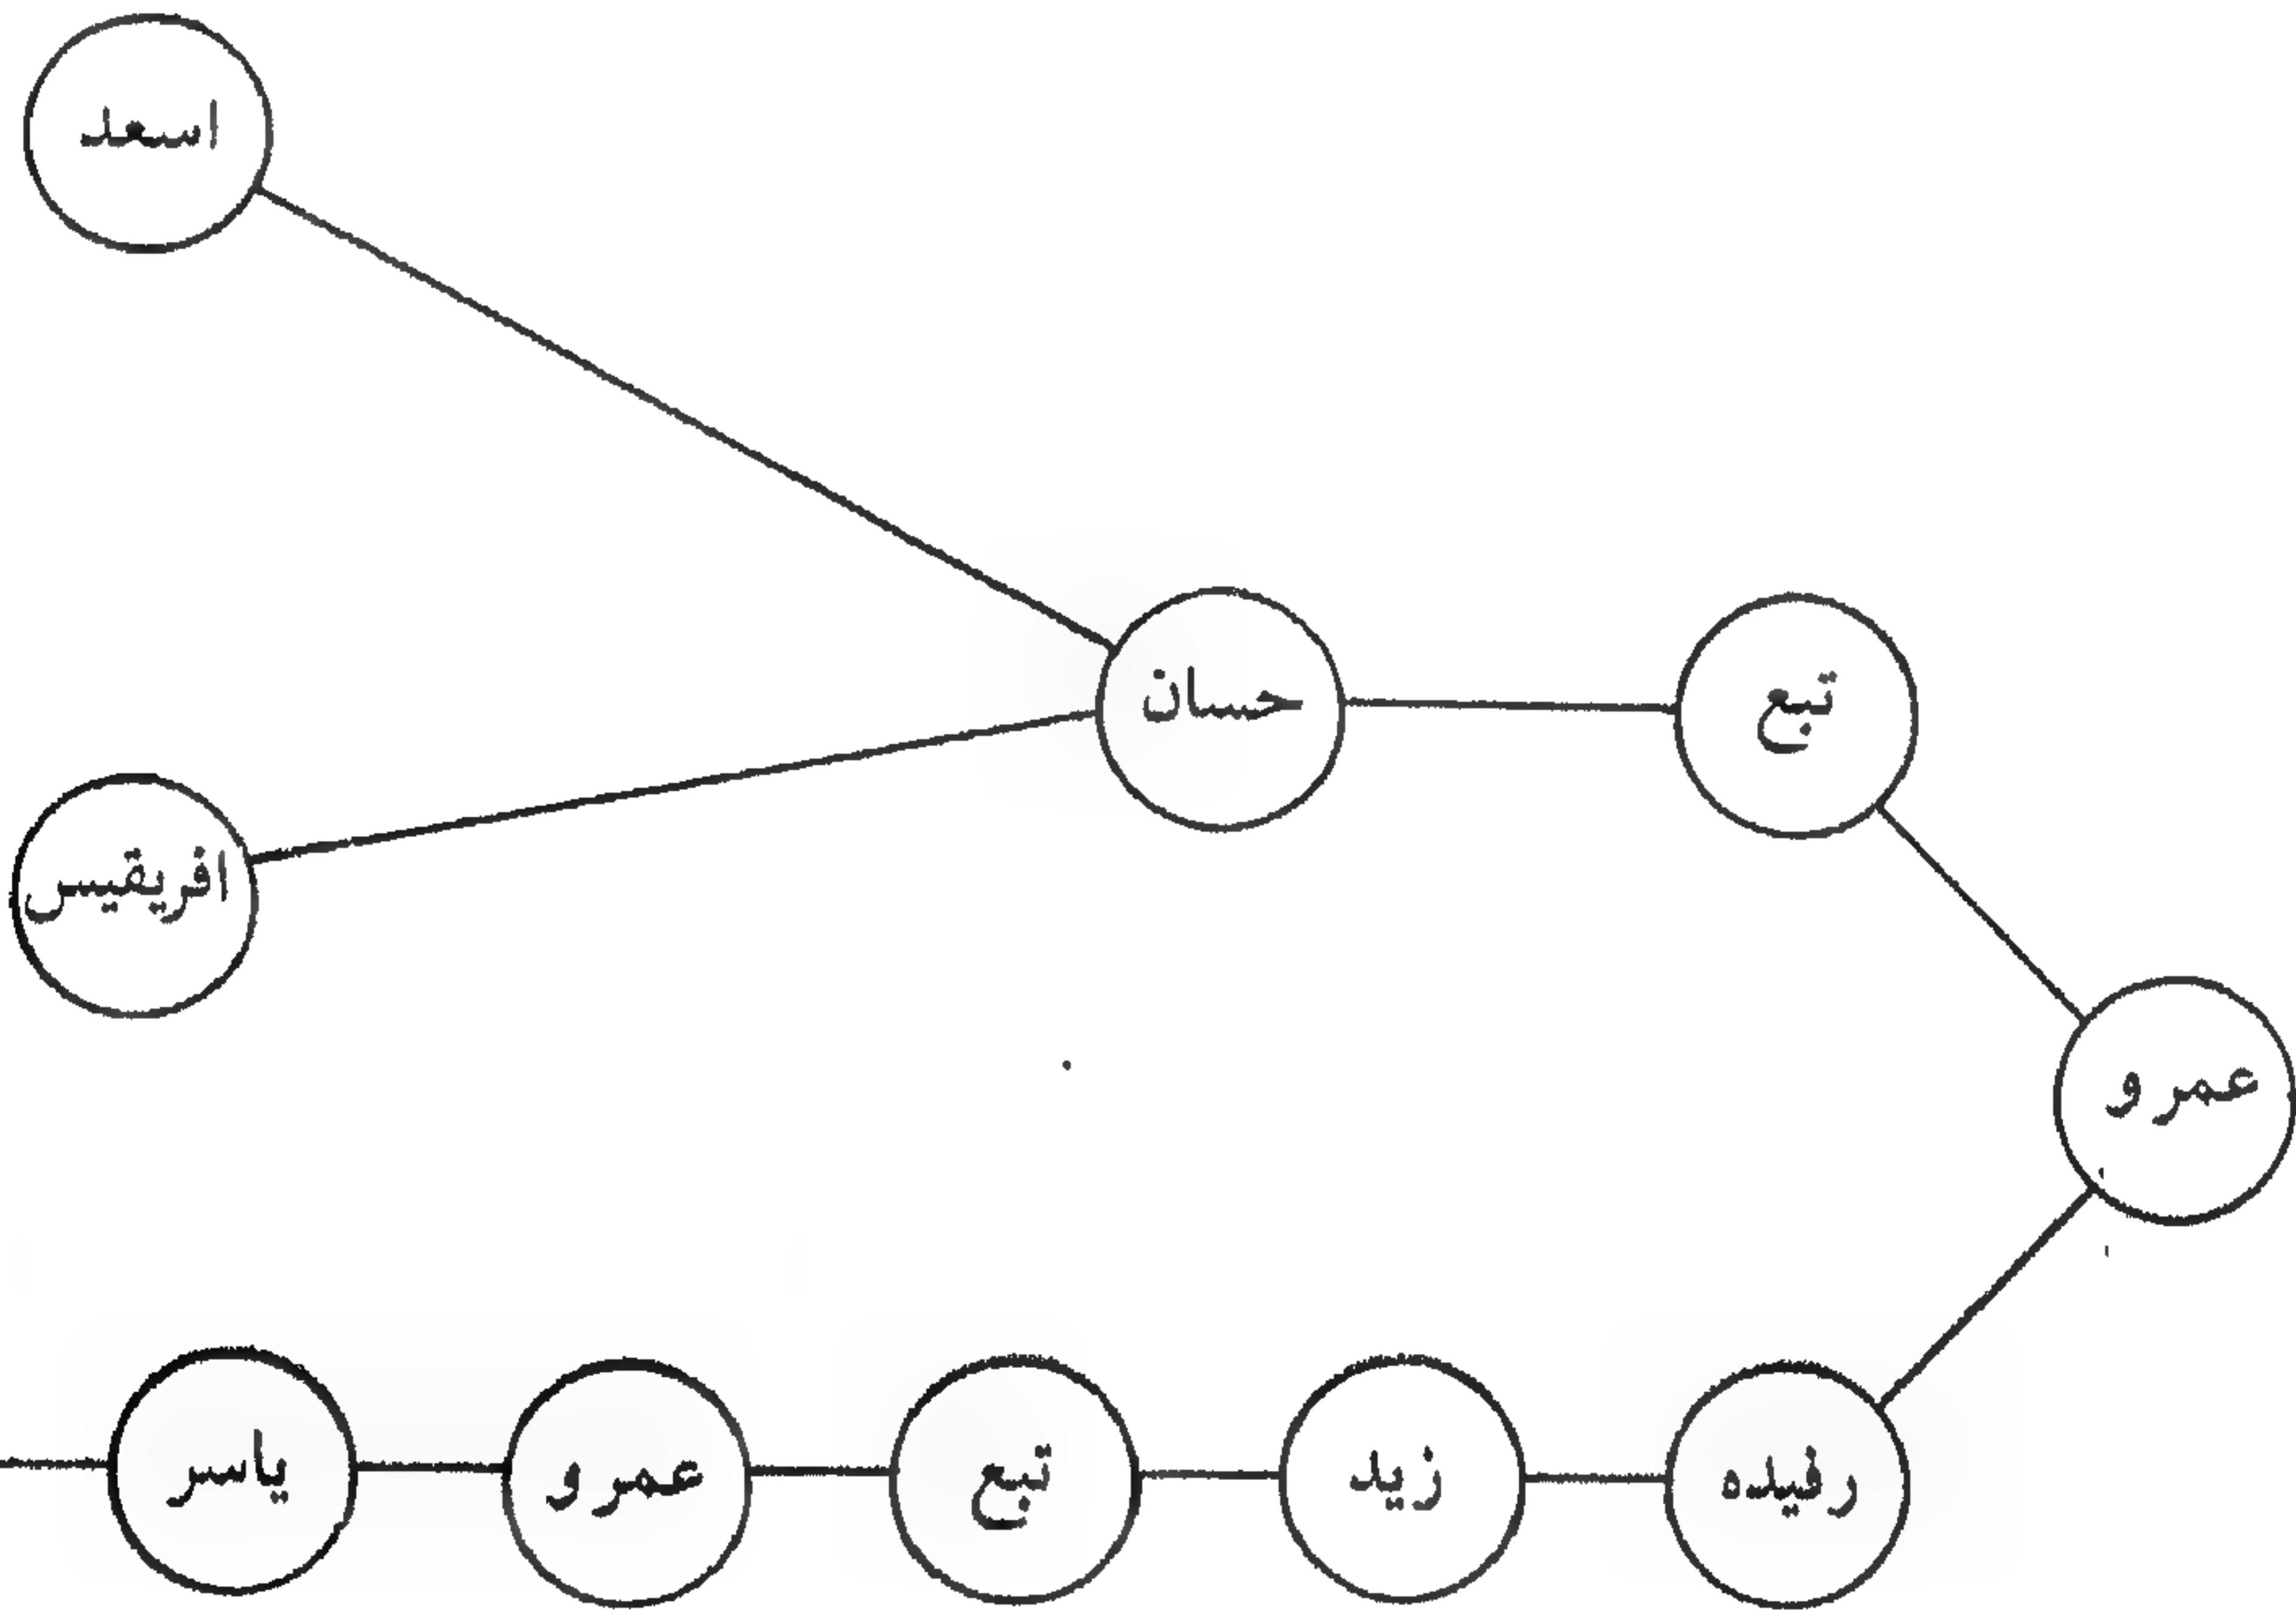 اسعد
تبع
حسان
افريقيس
عمرو
رفيده
زيد
تبع
عمرو
ياسر